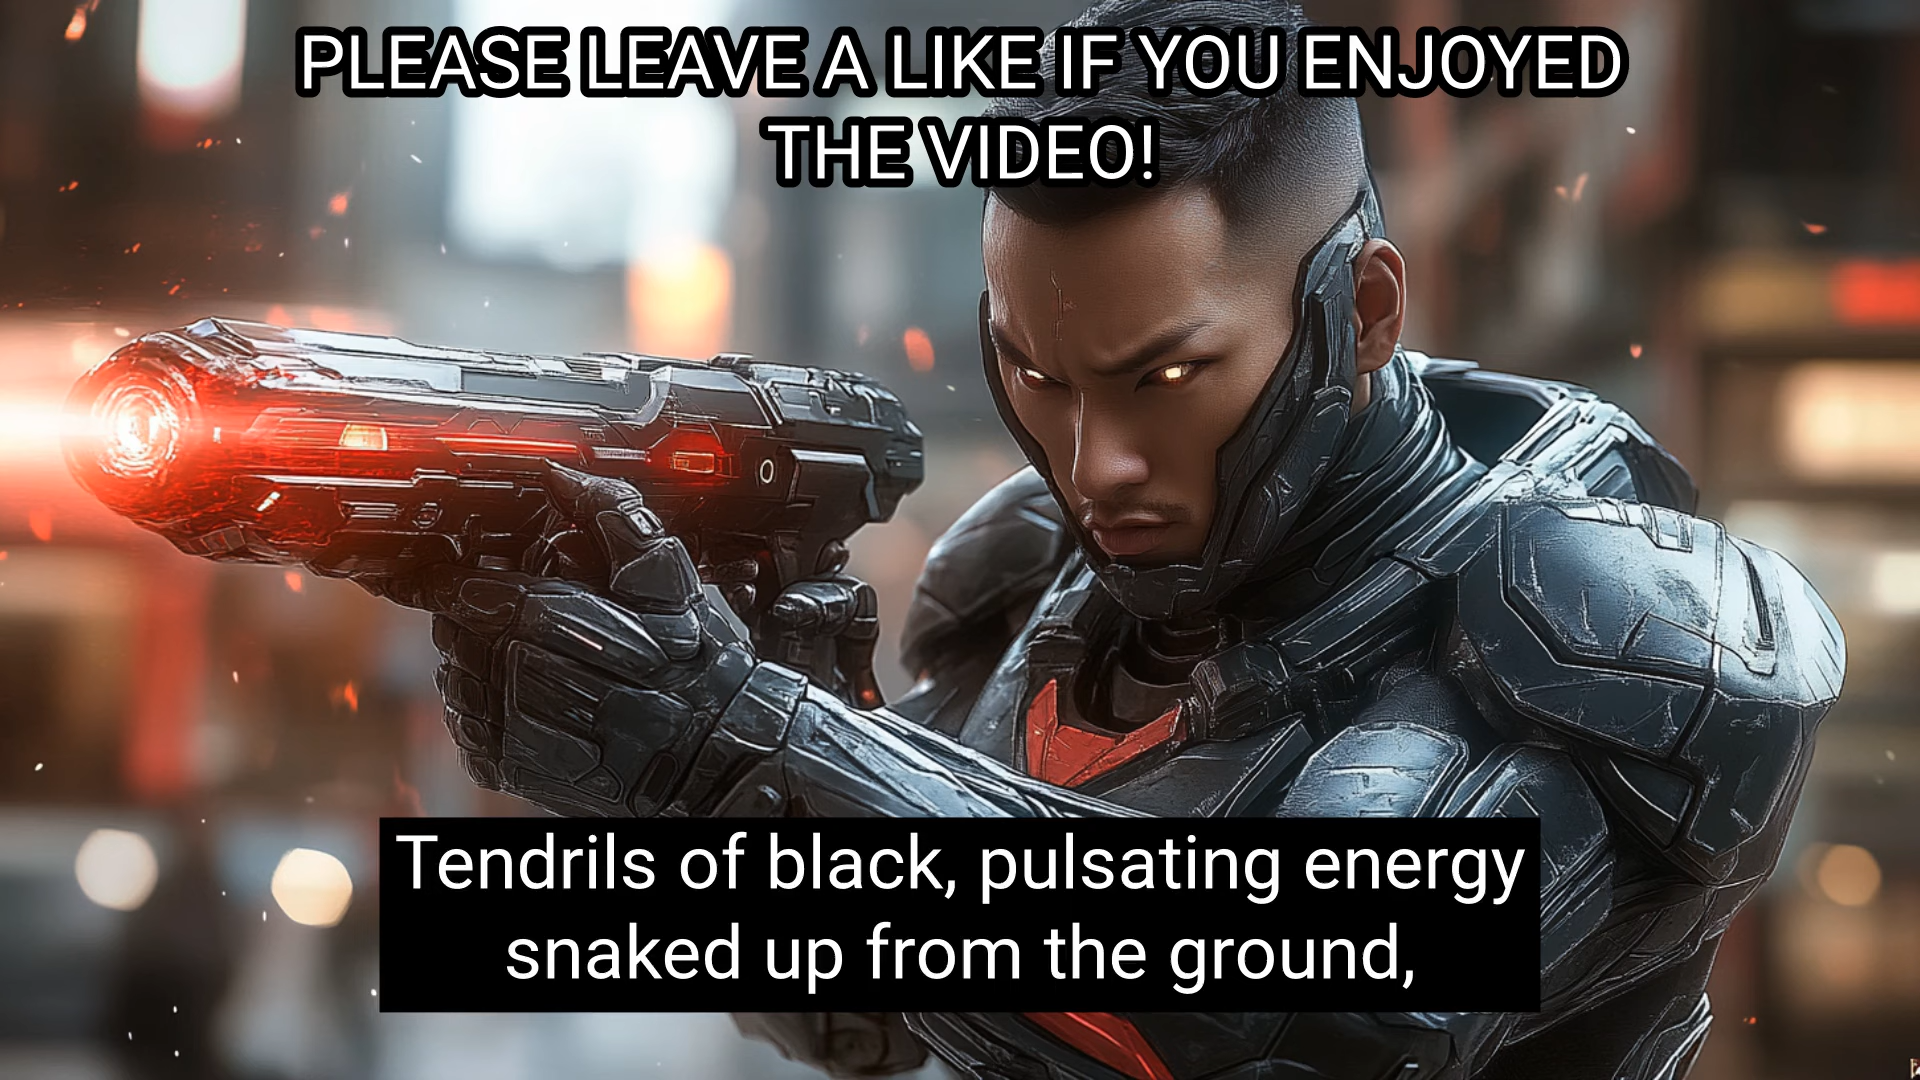 PLEASE LEAVE A LIKE IF YOU ENJOYED
THE VIDEO!
Tendrils of black, pulsating energy
snaked up from the ground,